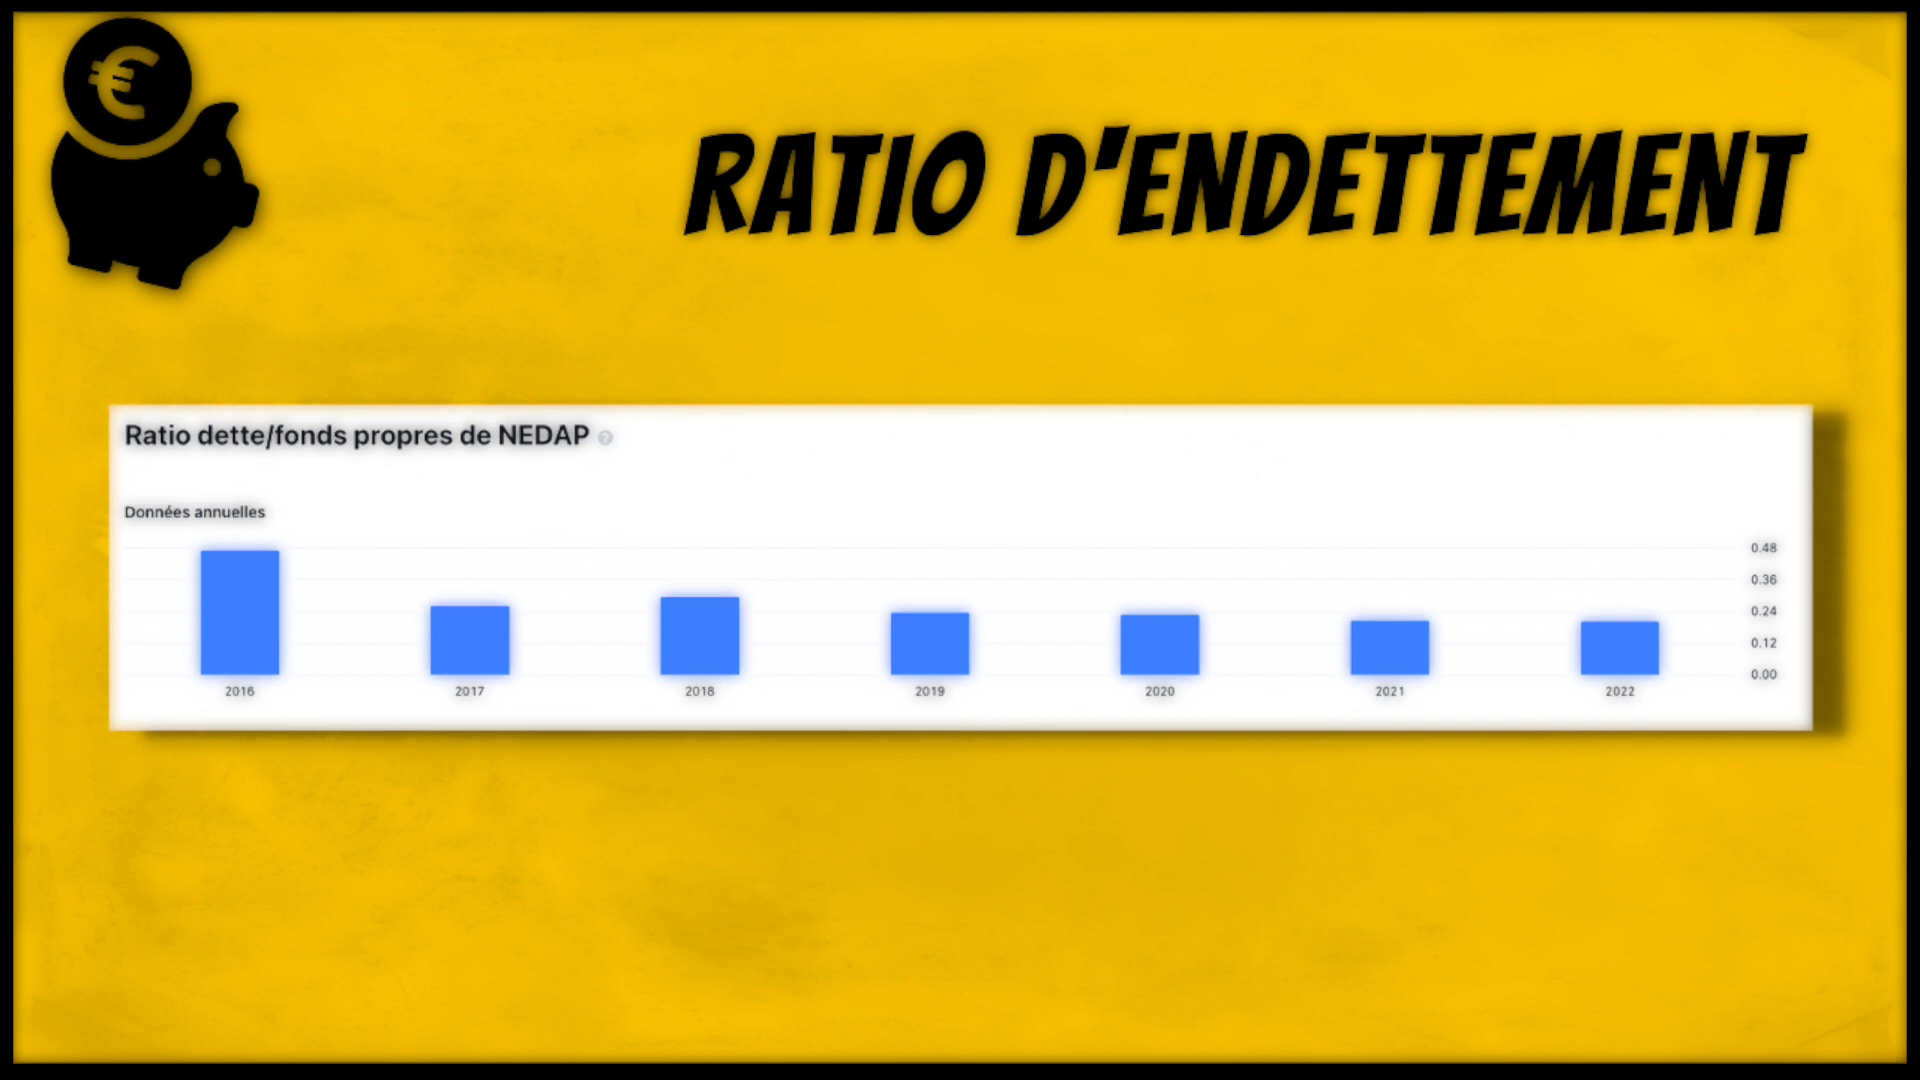 €
RATIO D'ENDETTEMENT
Ratio dette/fonds propres de NEDAP ?
Données annuelles
0.48
0.36
0.24
0.12
0.00
2016 2017 2018 2019 2020 2021 2022